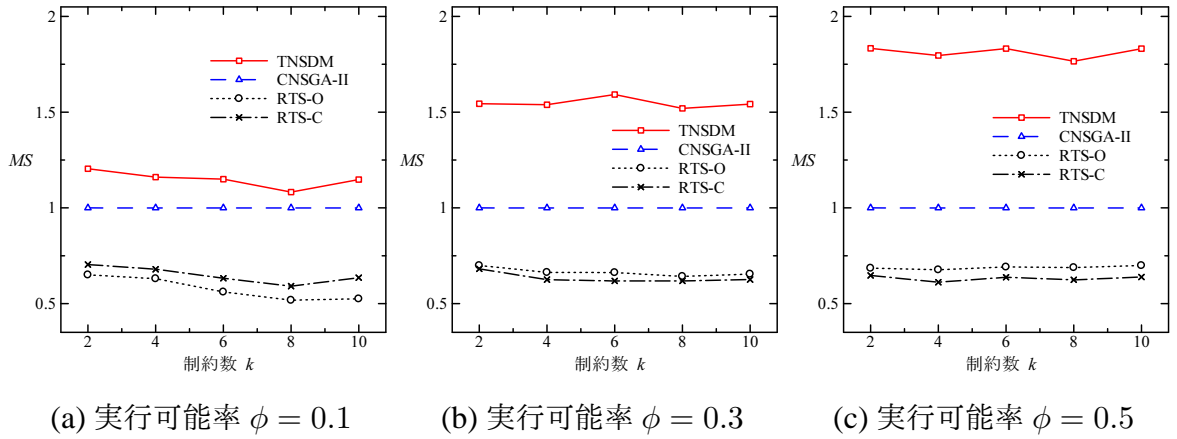 2
1.5
MS
1
0.5
TNSDM
CNSGA-II
RTS-O
RTS-C
2 4 6 8 10
制約数 k
(a) 実行可能率 ϕ = 0.1
2
1.5
MS
1
0.5
TNSDM
CNSGA-II
RTS-O
RTS-C
2 4 6 8 10
制約数 k
(b) 実行可能率 ϕ = 0.3
2
1.5
MS
1
0.5
TNSDM
CNSGA-II
RTS-O
RTS-C
2 4 6 8 10
制約数 k
(c) 実行可能率 ϕ = 0.5